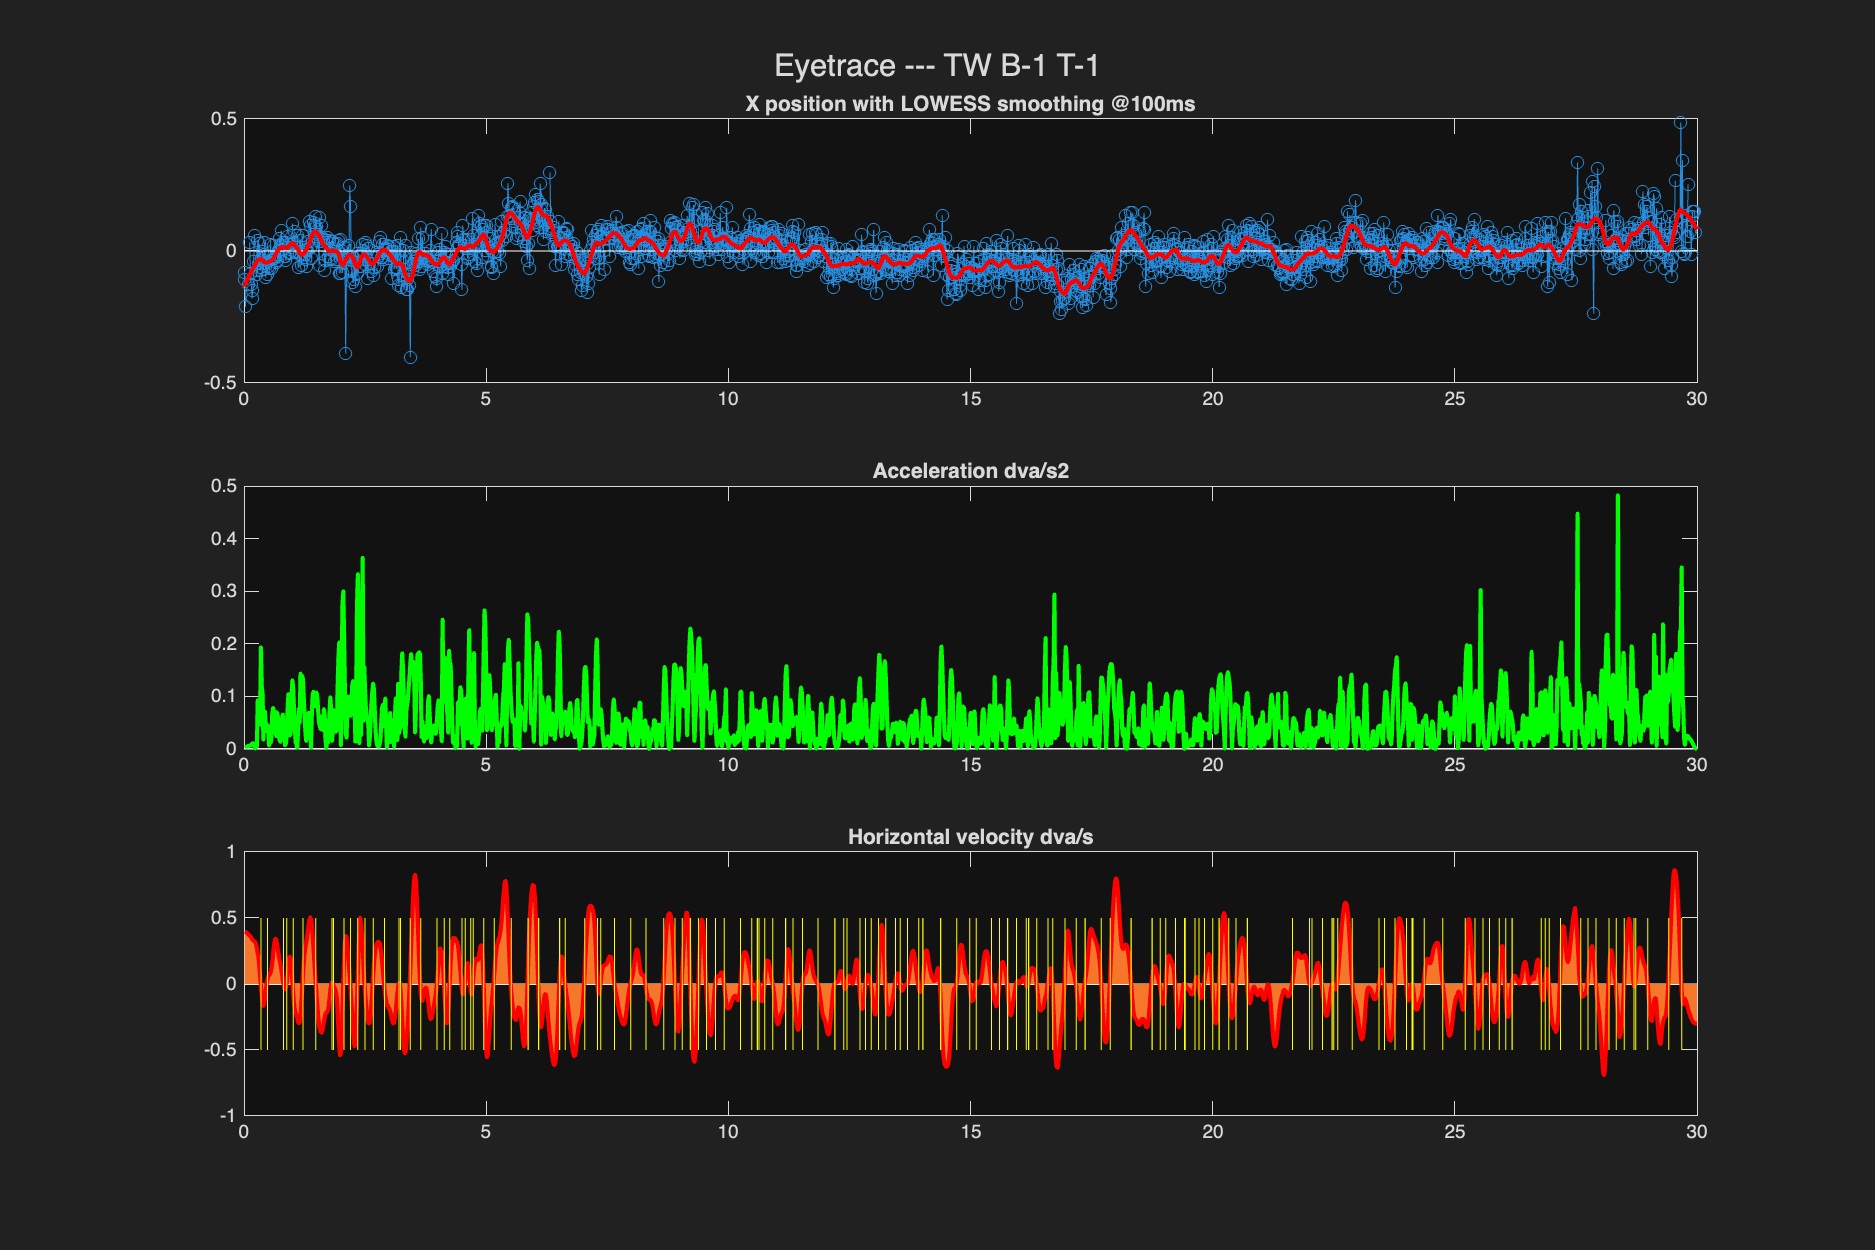 Eyetrace --- TW B-1 T-1
X position with LOWESS smoothing @100ms
0.5
0
-0.5
0 5 10 15 20 25 30
Acceleration dva/s2
0.5
0.4
0.3
0.2
0.1
0
0 5 10 15 20 25 30
Horizontal velocity dva/s
1
0.5
0
-0.5
-1
0 5 10 15 20 25 30